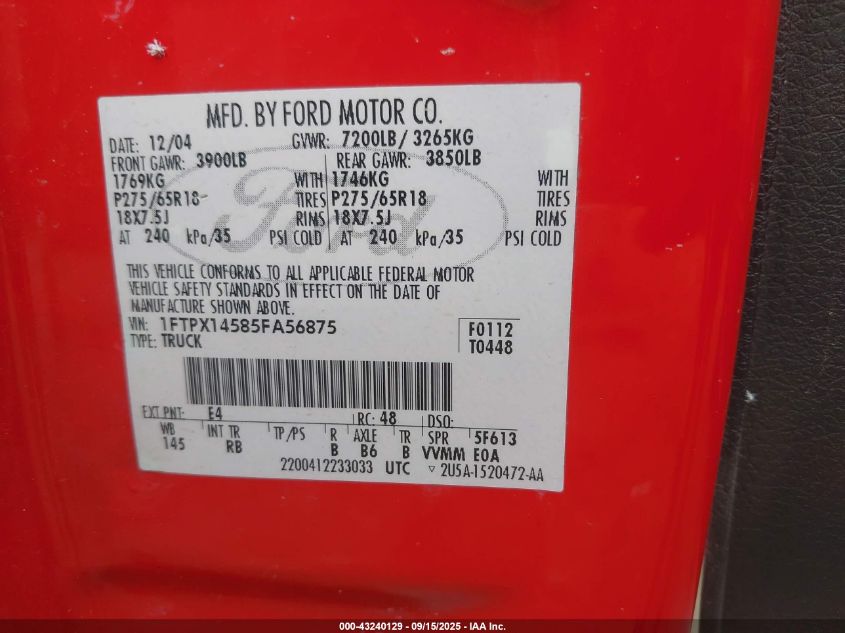 MFD. BY FORD MOTOR CO.
DATE: 12/04 GVWR: 7200LB/ 3265KG
FRONT GAWR: 3900LB REAR GAWR: 3850LB
1769KG WITH 1746KG WITH
P275/65R18 TIRES P275/65R18 TIRES
18X7.5J RIMS 18X7.5J RIMS
AT 240 kPa/35 PSI COLD AT 240 kPa/35 PSI COLD
Ford
THIS VEHICLE CONFORMS TO ALL APPLICABLE FEDERAL MOTOR
VEHICLE SAFETY STANDARDS IN EFFECT ON THE DATE OF
MANUFACTURE SHOWN ABOVE.
VIN: 1FTPX14585FA56875 F0112
TYPE: TRUCK T0448
EXT PNT: E4 RC: 48 DSO:
WB INT TR TP/PS R AXLE TR SPR 5F613
145 RB B B6 B VVMM E0A
2200412233033 UTC ▿ 2U5A-1520472-AA
000-43240129 - 09/15/2025 - IAA Inc.